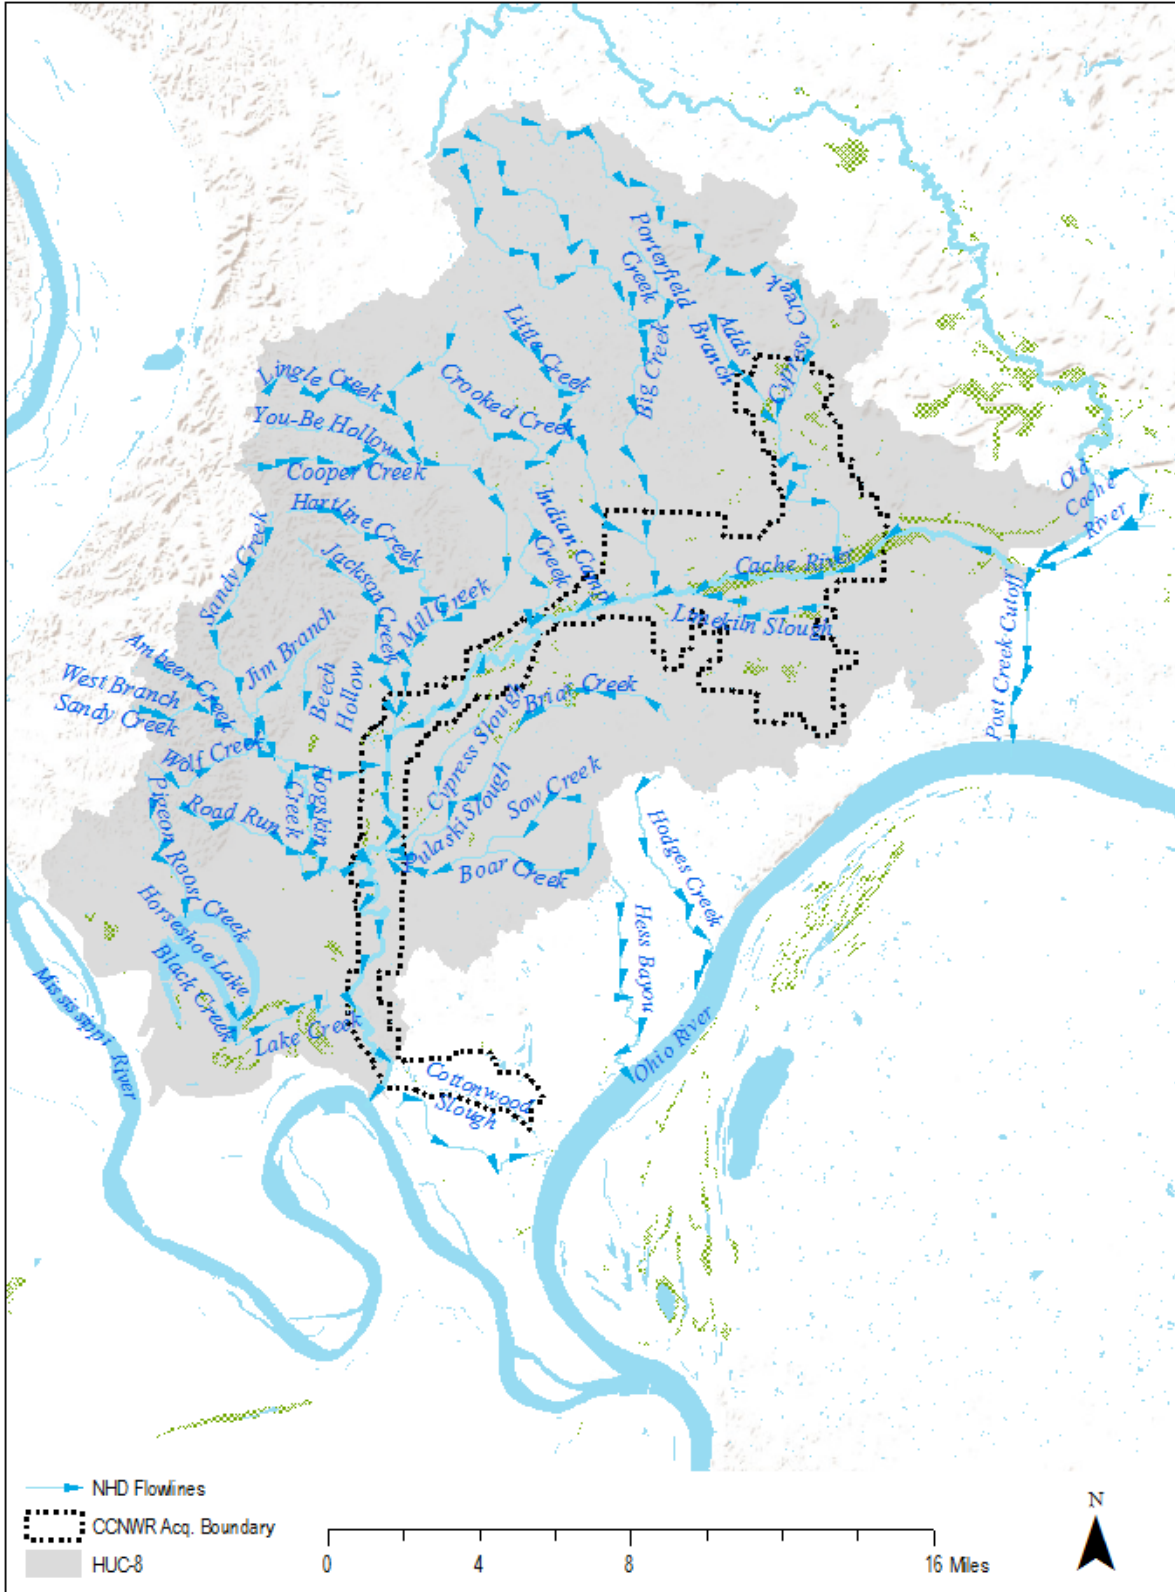 Porterfield
Creek
Cypress Creek
Adds
Branch
Little Creek
Big Creek
Lingle Creek
Crooked Creek
You-Be Hollow
Cooper Creek
Old
Cache
River
Hartline Creek
Indian Camp
Creek
Sandy Creek
Jackson Creek
Cache River
Mill Creek
Limekiln Slough
Post Creek Cutoff
Jim Branch
Ambeer Creek
West Branch
Sandy Creek
Beech
Hollow
Briar Creek
Cypress Slough
Wolf Creek
Hogskin
Creek
Pulaski Slough
Sow Creek
Pigeon Roost Creek
Road Run
Boar Creek
Hodges Creek
Horseshoe Lake
Hess Bayou
Black Creek
Lake Creek
Mississippi River
Ohio River
Cottonwood
Slough
NHD Flowlines
CCNWR Acq. Boundary
HUC-8
0 4 8 16 Miles
N